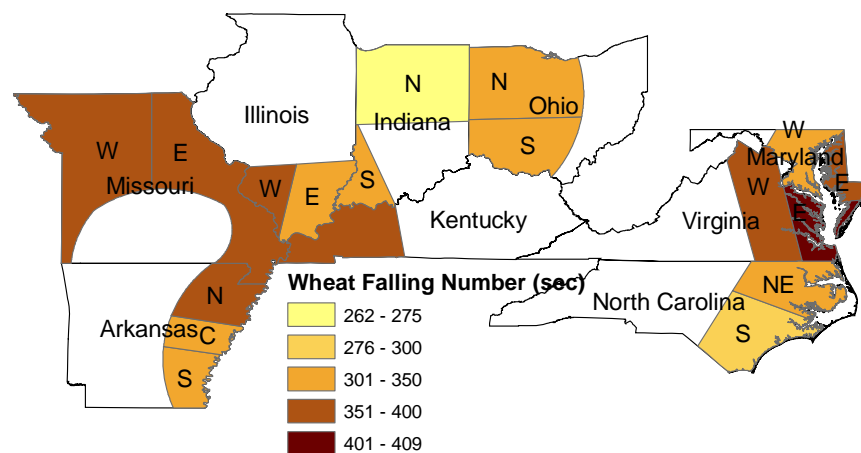 N
N
Illinois
Ohio
Indiana
W
W
E
S
Maryland
W
E
S
W
E
Missouri
E
E
Kentucky
Virginia
Wheat Falling Number (sec)
N
NE
North Carolina
262 - 275
Arkansas
C
276 - 300
S
S
301 - 350
351 - 400
401 - 409